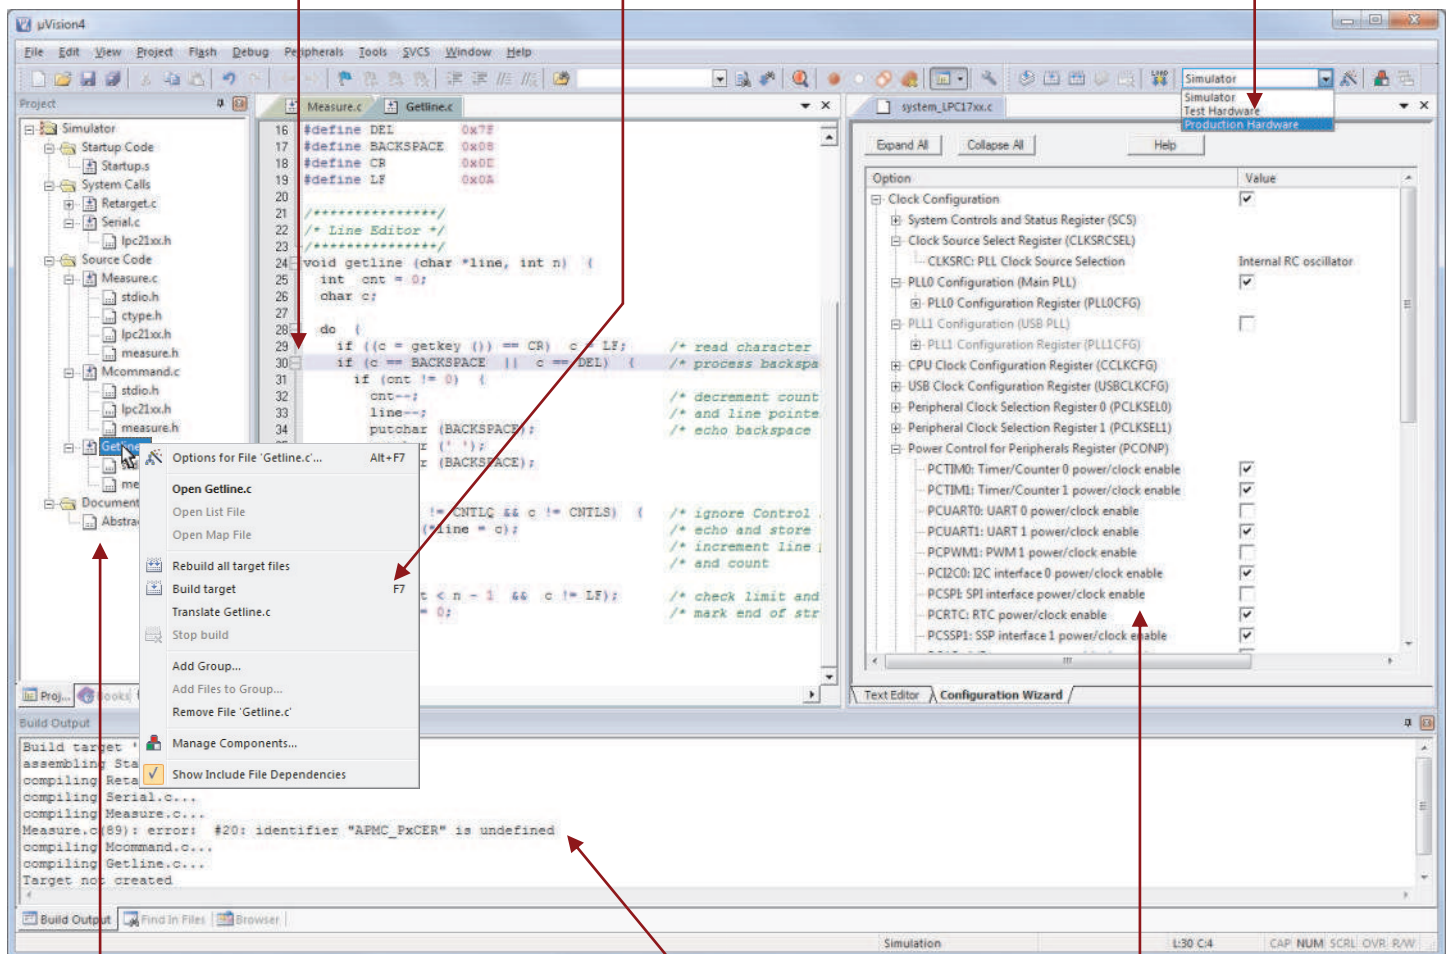 µVision4
File Edit View Project Flash Debug Peripherals Tools SVCS Window Help
Simulator
Simulator
Test Hardware
Production Hardware
Project
Simulator
Startup Code
Startup.s
System Calls
Retarget.c
Serial.c
lpc21xx.h
Source Code
Measure.c
stdio.h
ctype.h
lpc21xx.h
measure.h
Mcommand.c
stdio.h
lpc21xx.h
measure.h
Getline
me
Document
Abstra
Proj... Books
Measure.c Getline.c
16 #define DEL 0x7F
17 #define BACKSPACE 0x08
18 #define CR 0x0D
19 #define LF 0x0A
20
21 /***************/
22 /* Line Editor */
23 /***************/
24 void getline (char *line, int n) {
25 int cnt = 0;
26 char c;
27
28 do {
29 if ((c = getkey ()) == CR) c = LF; /* read character
30 if (c == BACKSPACE || c == DEL) { /* process backspa
31 if (cnt != 0) {
32 cnt--; /* decrement count
33 line--; /* and line pointe
34 putchar (BACKSPACE); /* echo backspace
r (' ');
r (BACKSPACE);
!= CNTLQ && c != CNTLS) { /* ignore Control
(*line = c); /* echo and store
/* increment line
/* and count
t < n - 1 && c != LF); /* check limit and
= 0; /* mark end of str
Options for File 'Getline.c'... Alt+F7
Open Getline.c
Open List File
Open Map File
Rebuild all target files
Build target F7
Translate Getline.c
Stop build
Add Group...
Add Files to Group...
Remove File 'Getline.c'
Manage Components...
Show Include File Dependencies
system_LPC17xx.c
Expand All Collapse All Help
Option Value
Clock Configuration
System Controls and Status Register (SCS)
Clock Source Select Register (CLKSRCSEL)
CLKSRC: PLL Clock Source Selection Internal RC oscillator
PLL0 Configuration (Main PLL)
PLL0 Configuration Register (PLL0CFG)
PLL1 Configuration (USB PLL)
PLL1 Configuration Register (PLL1CFG)
CPU Clock Configuration Register (CCLKCFG)
USB Clock Configuration Register (USBCLKCFG)
Peripheral Clock Selection Register 0 (PCLKSEL0)
Peripheral Clock Selection Register 1 (PCLKSEL1)
Power Control for Peripherals Register (PCONP)
PCTIM0: Timer/Counter 0 power/clock enable
PCTIM1: Timer/Counter 1 power/clock enable
PCUART0: UART 0 power/clock enable
PCUART1: UART 1 power/clock enable
PCPWM1: PWM 1 power/clock enable
PCI2C0: I2C interface 0 power/clock enable
PCSPI: SPI interface power/clock enable
PCRTC: RTC power/clock enable
PCSSP1: SSP interface 1 power/clock enable
Text Editor Configuration Wizard
Build Output
Build target '
assembling Sta
compiling Reta
compiling Serial.c...
compiling Measure.c...
Measure.c(89): error: #20: identifier "APMC_PxCER" is undefined
compiling Mcommand.c...
compiling Getline.c...
Target not created
Build Output Find In Files Browser
Simulation L:30 C:4 CAP NUM SCRL OVR R/W